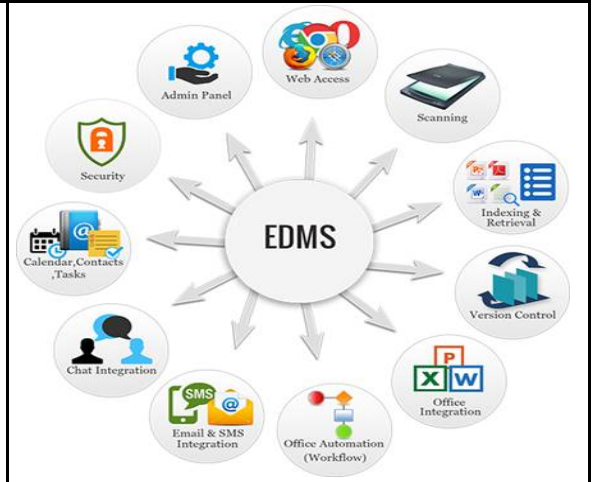 Web Access
Scanning
Indexing &
Retrieval
Version Control
P
X W
Office
Integration
Office Automation
(Workflow)
SMS
@
Email & SMS
Integration
Chat Integration
@
Calendar,Contacts
,Tasks
Security
Admin Panel
EDMS